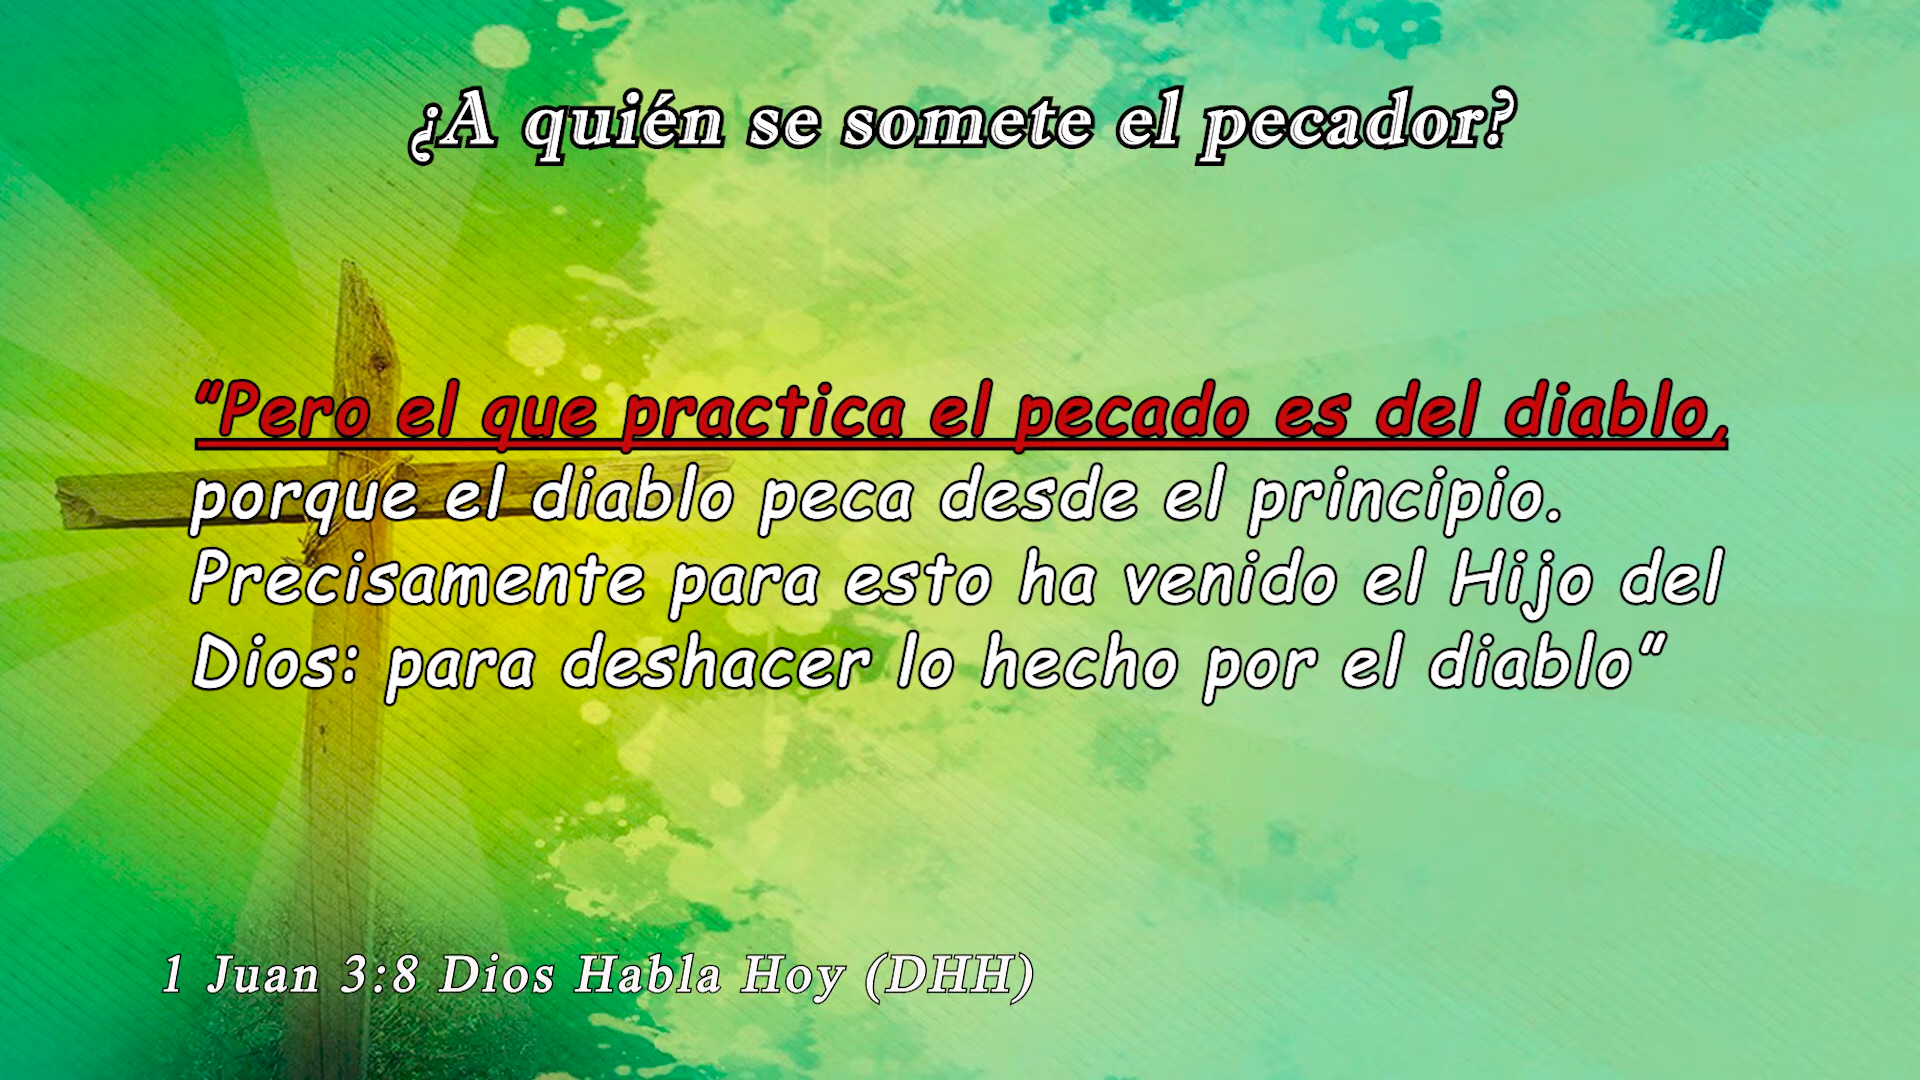 ¿A quién se somete el pecador?
”Pero el que practica el pecado es del diablo,
porque el diablo peca desde el principio.
Precisamente para esto ha venido el Hijo del
Dios: para deshacer lo hecho por el diablo”
1 Juan 3:8 Dios Habla Hoy (DHH)